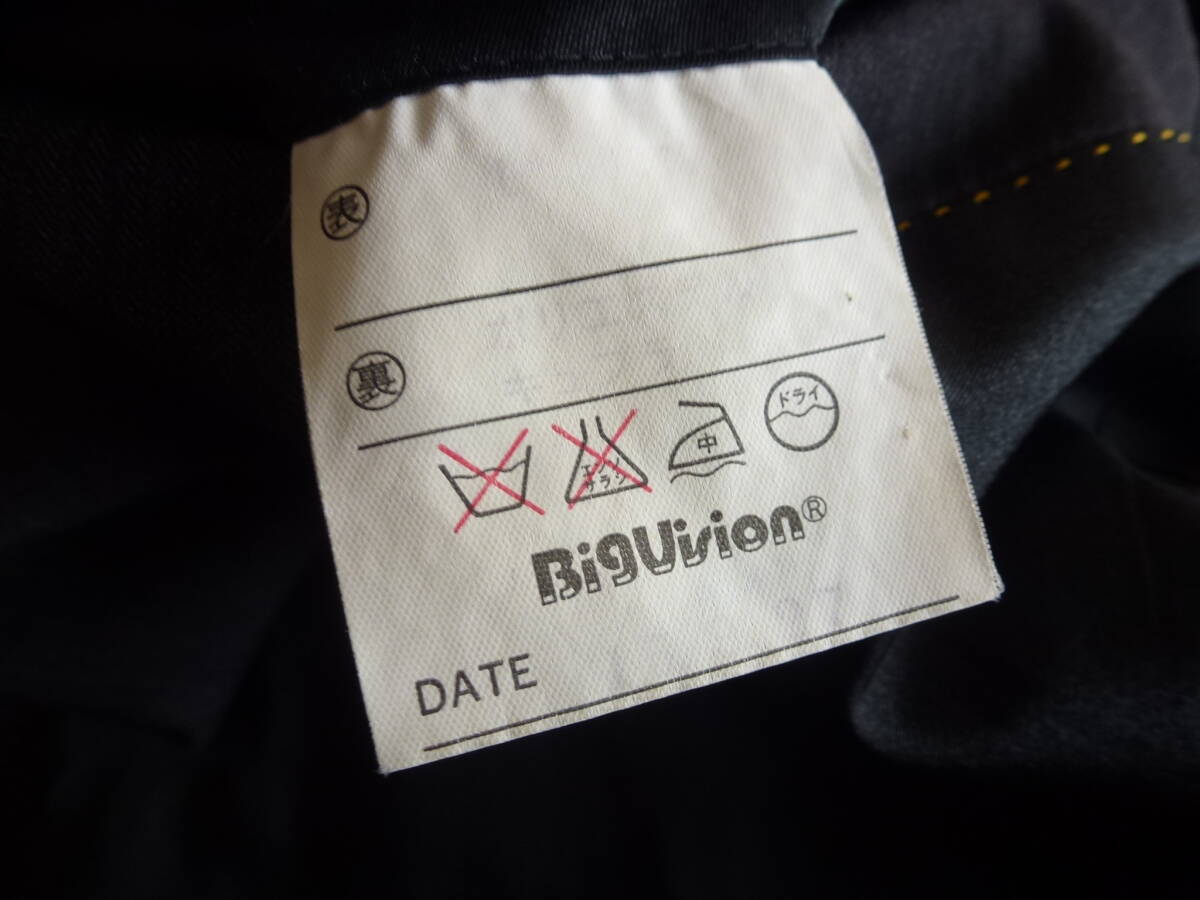 表
裏
エンソ
サラシ
中
ドライ
BigVision®
DATE